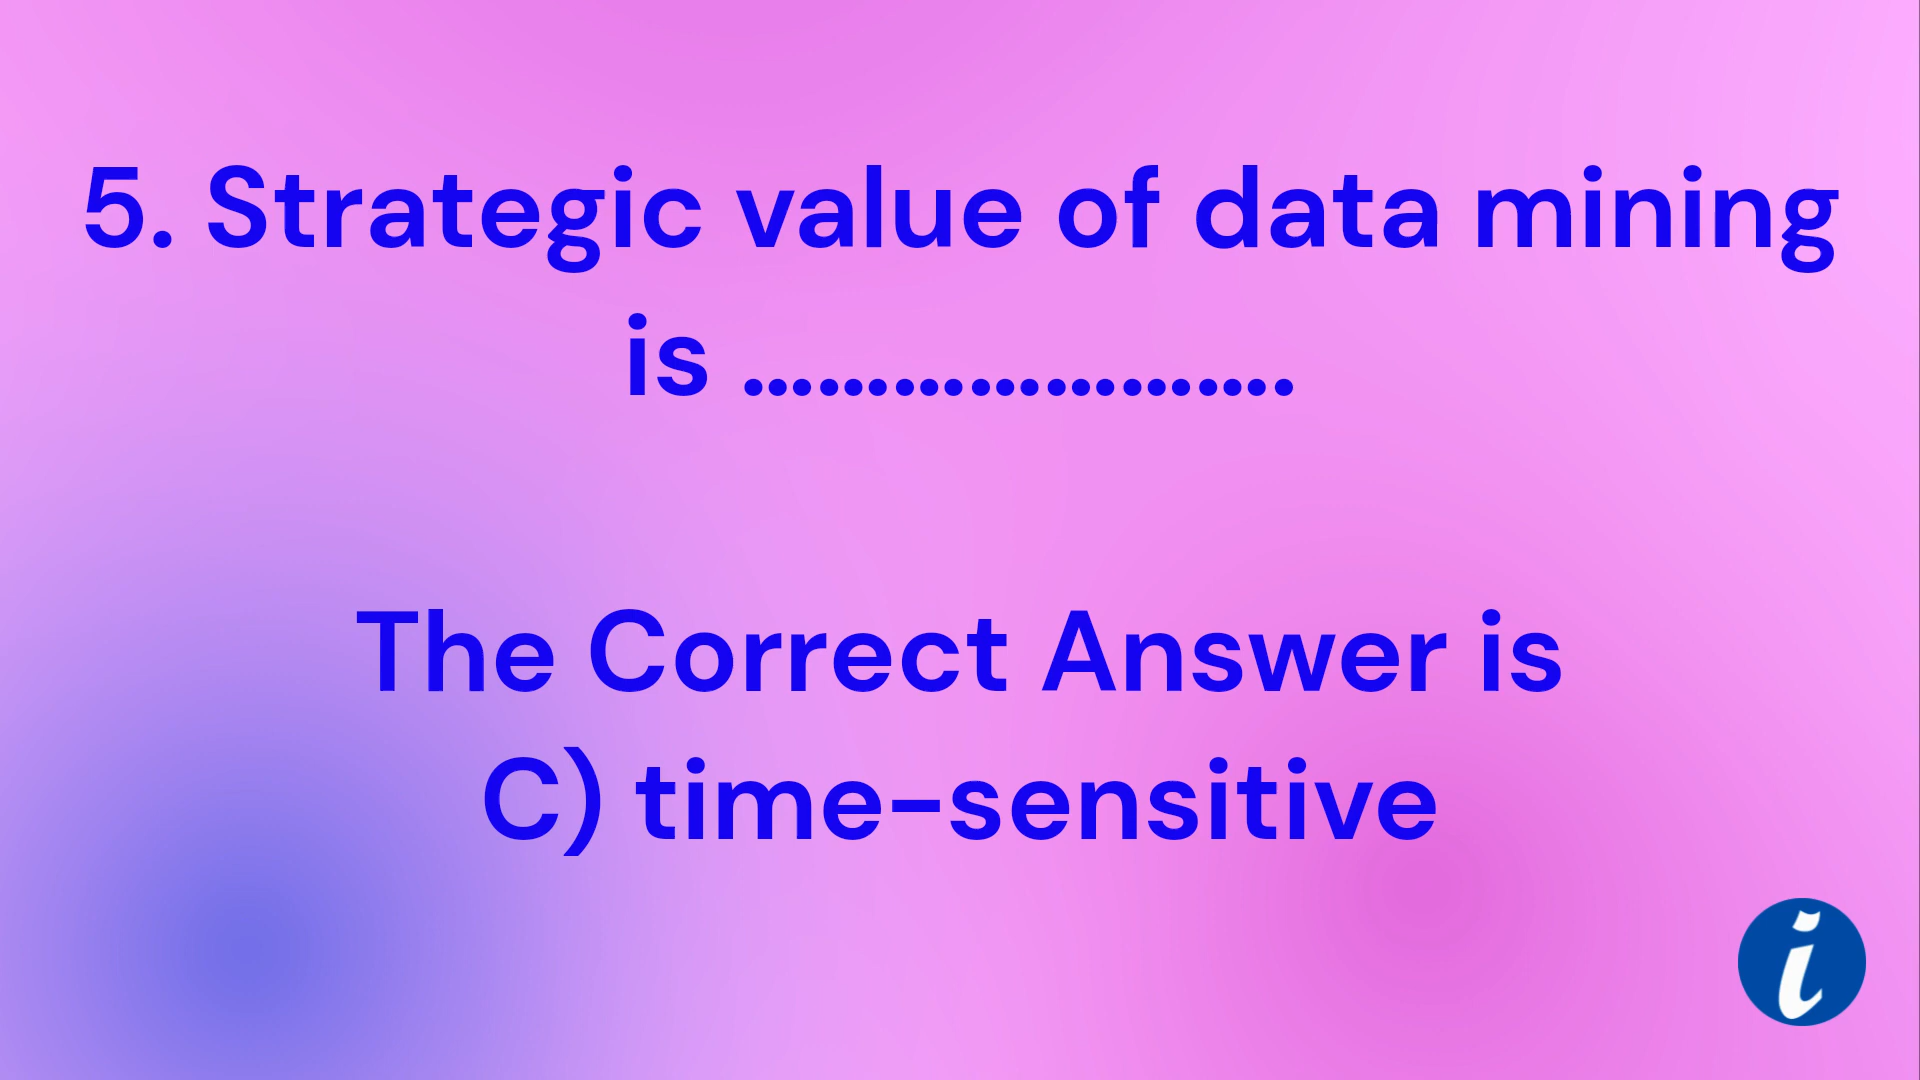 5. Strategic value of data mining
is …………………….
The Correct Answer is
C) time-sensitive
i